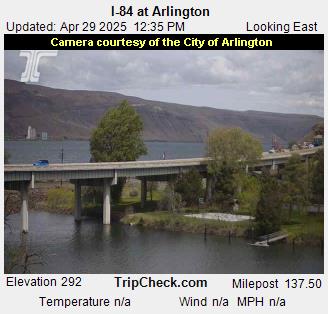 I-84 at Arlington
Updated: Apr 29 2025 12:35 PM Looking East
Camera courtesy of the City of Arlington
Elevation 292 TripCheck.com Milepost 137.50
Temperature n/a Wind n/a MPH n/a